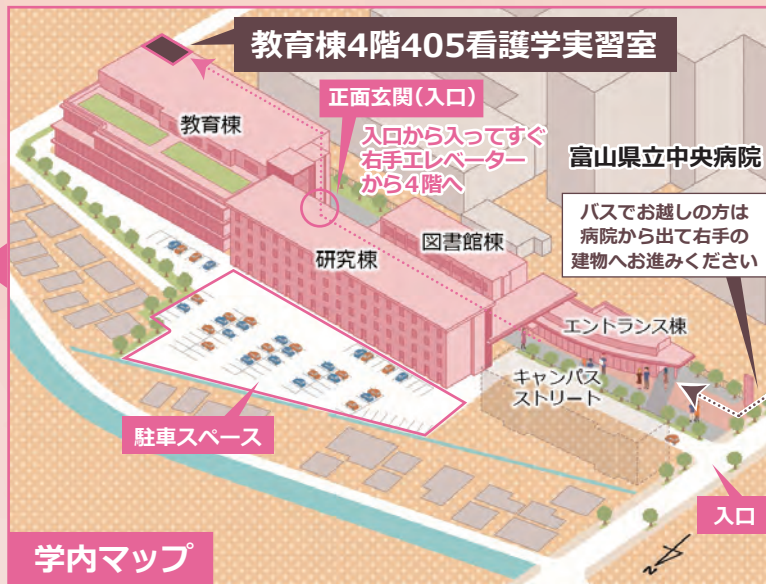 教育棟4階405看護学実習室
正面玄関(入口)
教育棟
入口から入ってすぐ
右手エレベーター
から4階へ
富山県立中央病院
バスでお越しの方は
病院から出て右手の
建物へお進みください
図書館棟
研究棟
エントランス棟
キャンパス
ストリート
駐車スペース
入口
学内マップ
N